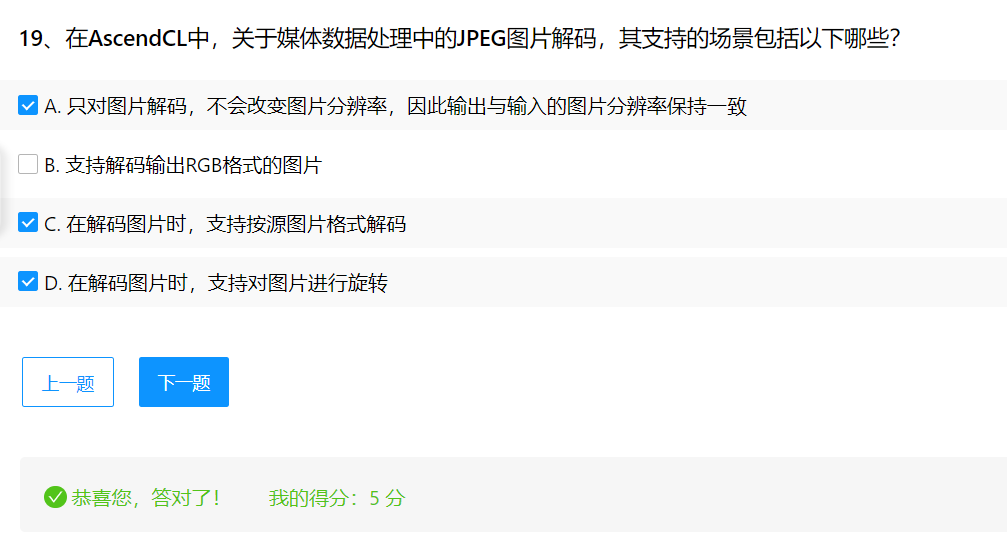 19、在AscendCL中，关于媒体数据处理中的JPEG图片解码，其支持的场景包括以下哪些？
A. 只对图片解码，不会改变图片分辨率，因此输出与输入的图片分辨率保持一致
B. 支持解码输出RGB格式的图片
C. 在解码图片时，支持按源图片格式解码
D. 在解码图片时，支持对图片进行旋转
上一题 下一题
恭喜您，答对了！ 我的得分：5 分